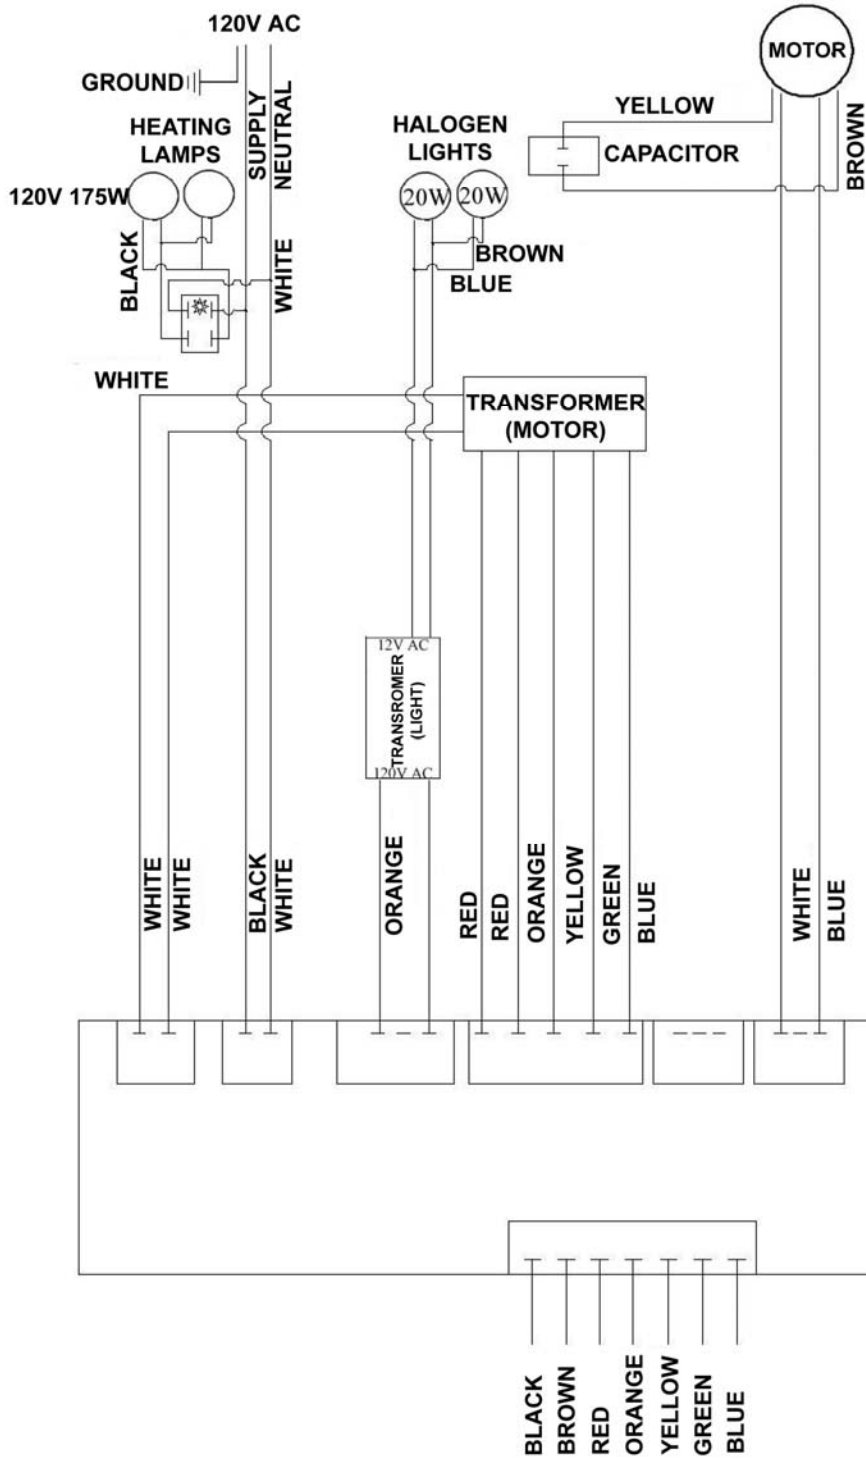 120V AC
GROUND
SUPPLY
NEUTRAL
HEATING
LAMPS
120V 175W
BLACK
WHITE
HALOGEN
LIGHTS
20W
20W
BROWN
BLUE
MOTOR
YELLOW
CAPACITOR
BROWN
WHITE
TRANSFORMER
(MOTOR)
12V AC
TRANSROMER
(LIGHT)
120V AC
WHITE
WHITE
BLACK
WHITE
ORANGE
RED
RED
ORANGE
YELLOW
GREEN
BLUE
WHITE
BLUE
BLACK
BROWN
RED
ORANGE
YELLOW
GREEN
BLUE